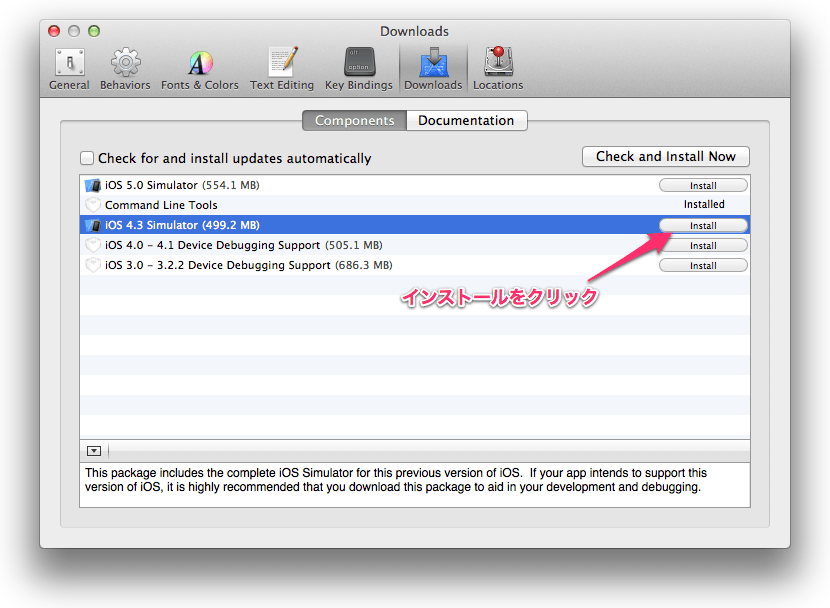 Downloads
General Behaviors Fonts & Colors Text Editing Key Bindings Downloads Locations
Components Documentation
Check for and install updates automatically Check and Install Now
iOS 5.0 Simulator (554.1 MB) Install
Command Line Tools Installed
iOS 4.3 Simulator (499.2 MB) Install
iOS 4.0 – 4.1 Device Debugging Support (505.1 MB) Install
iOS 3.0 – 3.2.2 Device Debugging Support (686.3 MB) Install
インストールをクリック
This package includes the complete iOS Simulator for this previous version of iOS.  If your app intends to support this
version of iOS, it is highly recommended that you download this package to aid in your development and debugging.